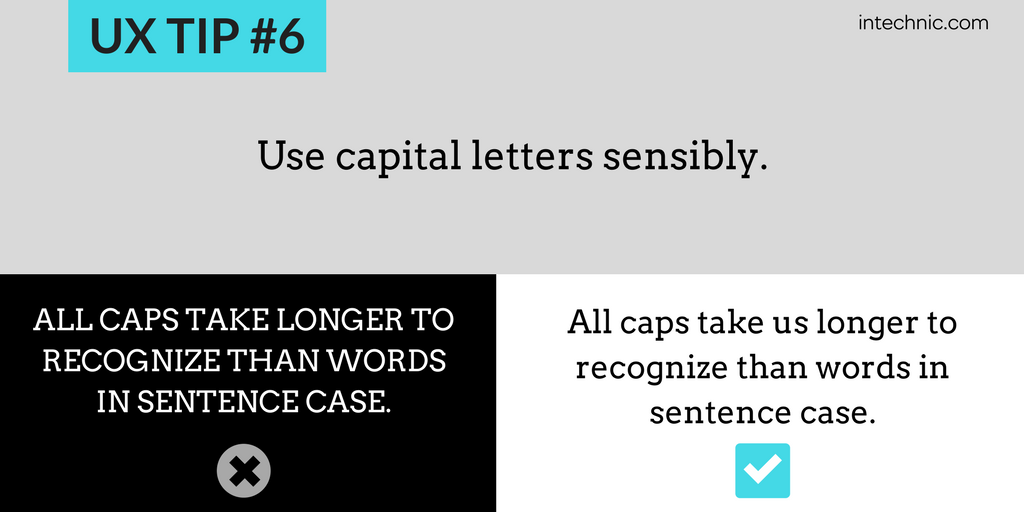 UX TIP #6
intechnic.com
Use capital letters sensibly.
ALL CAPS TAKE LONGER TO
RECOGNIZE THAN WORDS
IN SENTENCE CASE.
All caps take us longer to
recognize than words in
sentence case.